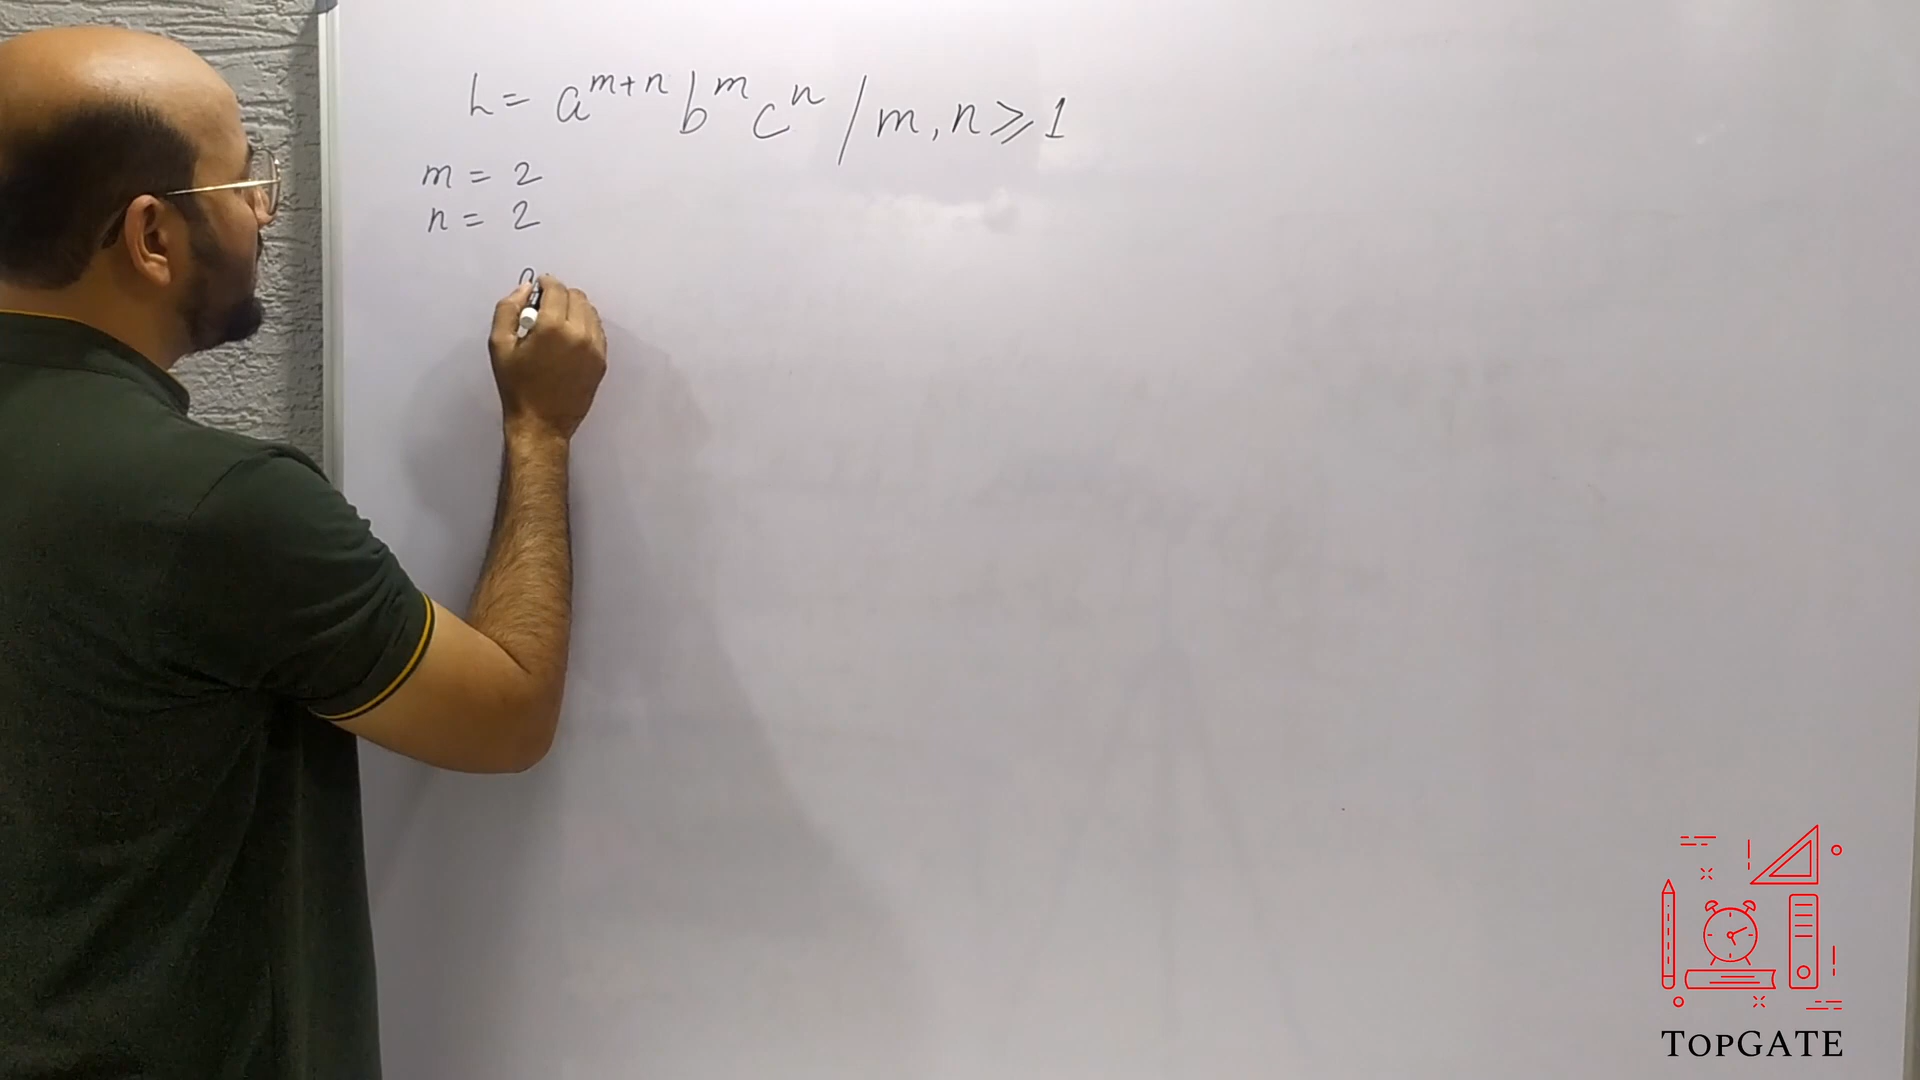 L = a^{m+n} b^m c^n / m, n ⩾ 1
m = 2
n = 2
TOPGATE